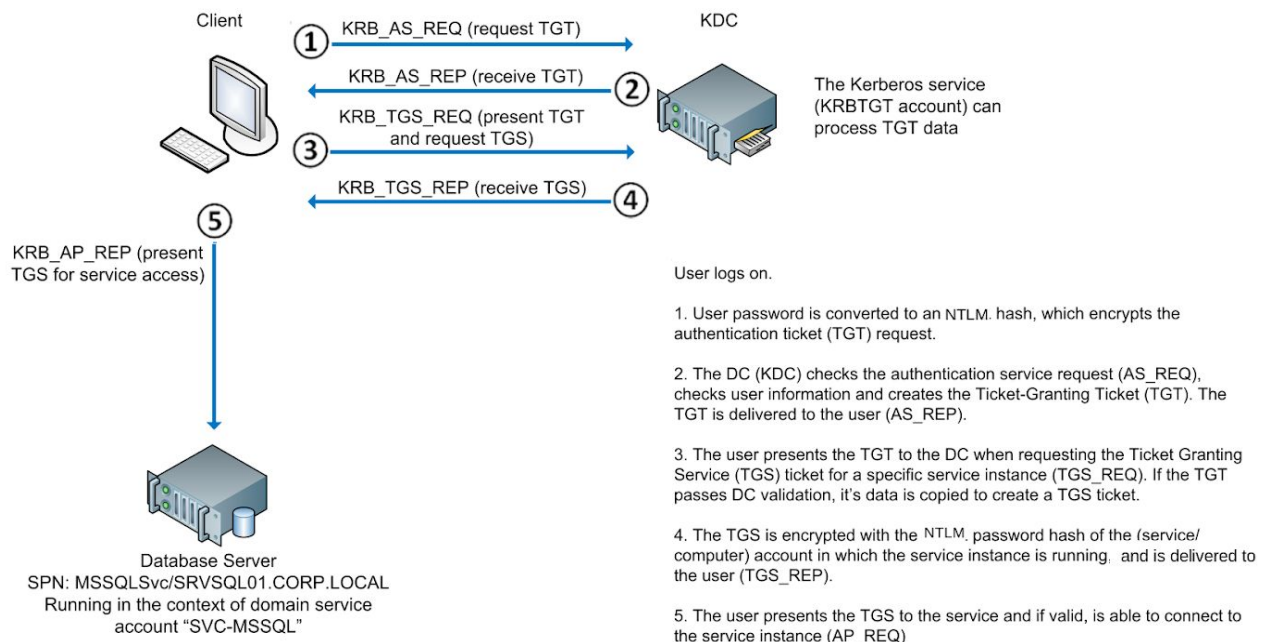 Client
KDC
1
KRB_AS_REQ (request TGT)
KRB_AS_REP (receive TGT)
2
The Kerberos service
(KRBTGT account) can
process TGT data
KRB_TGS_REQ (present TGT
and request TGS)
3
KRB_TGS_REP (receive TGS)
4
5
KRB_AP_REP (present
TGS for service access)
Database Server
SPN: MSSQLSvc/SRVSQL01.CORP.LOCAL
Running in the context of domain service
account “SVC-MSSQL”
User logs on.
1. User password is converted to an NTLM. hash, which encrypts the
authentication ticket (TGT) request.
2. The DC (KDC) checks the authentication service request (AS_REQ),
checks user information and creates the Ticket-Granting Ticket (TGT). The
TGT is delivered to the user (AS_REP).
3. The user presents the TGT to the DC when requesting the Ticket Granting
Service (TGS) ticket for a specific service instance (TGS_REQ). If the TGT
passes DC validation, it’s data is copied to create a TGS ticket.
4. The TGS is encrypted with the NTLM. password hash of the (service/
computer) account in which the service instance is running, and is delivered to
the user (TGS_REP).
5. The user presents the TGS to the service and if valid, is able to connect to
the service instance (AP_REQ)